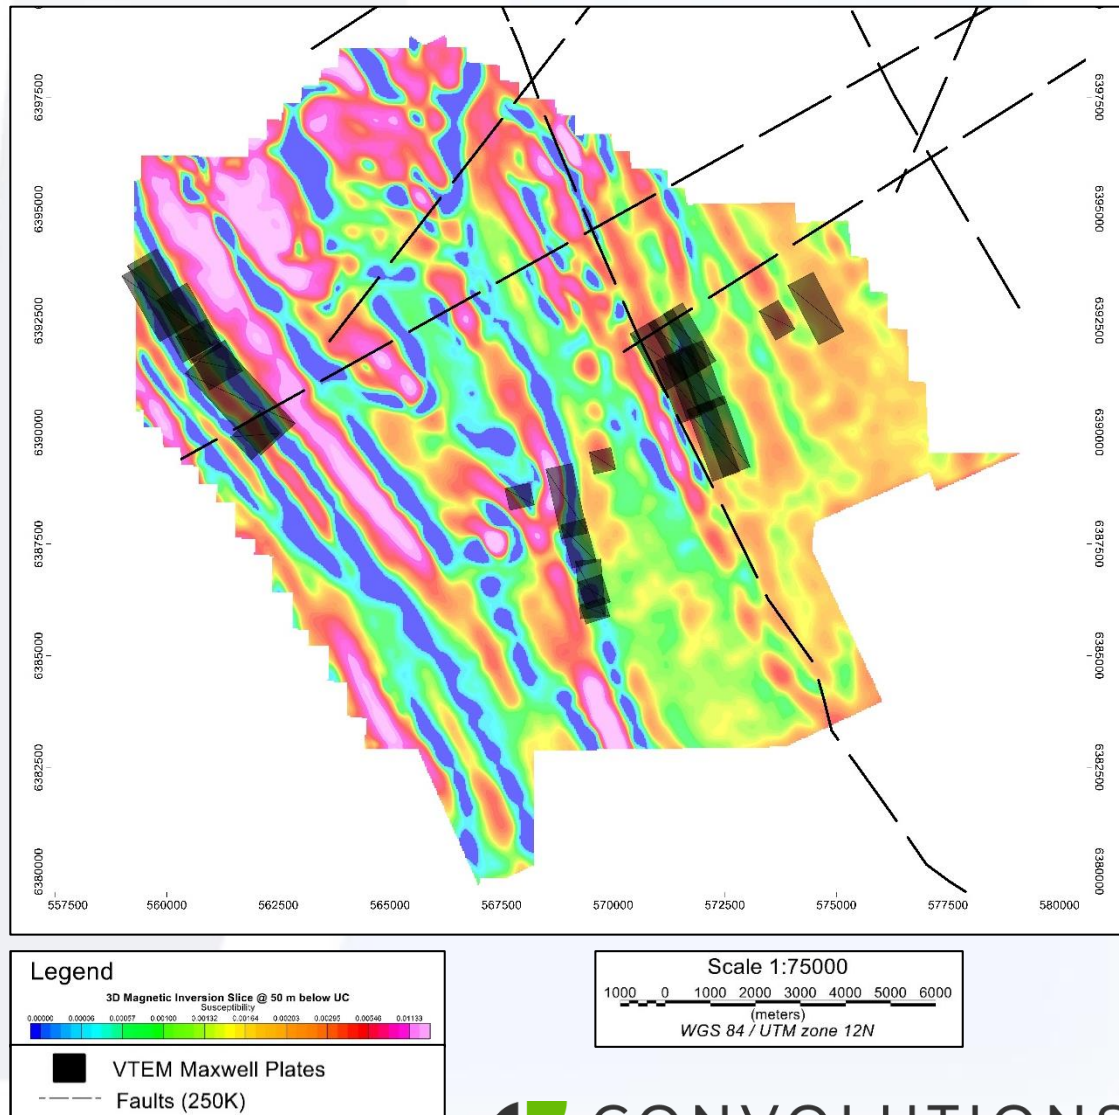 6397500
6397500
6395000
6395000
6392500
6392500
6390000
6390000
6387500
6387500
6385000
6385000
6382500
6382500
6380000
6380000
557500 560000 562500 565000 567500 570000 572500 575000 577500 580000
Legend
3D Magnetic Inversion Slice @ 50 m below UC
Susceptibility
0.00000 0.00006 0.00057 0.00100 0.00132 0.00164 0.00203 0.00295 0.00546 0.01133
VTEM Maxwell Plates
Faults (250K)
Scale 1:75000
1000 0 1000 2000 3000 4000 5000 6000
(meters)
WGS 84 / UTM zone 12N
CONVOLUTIONS